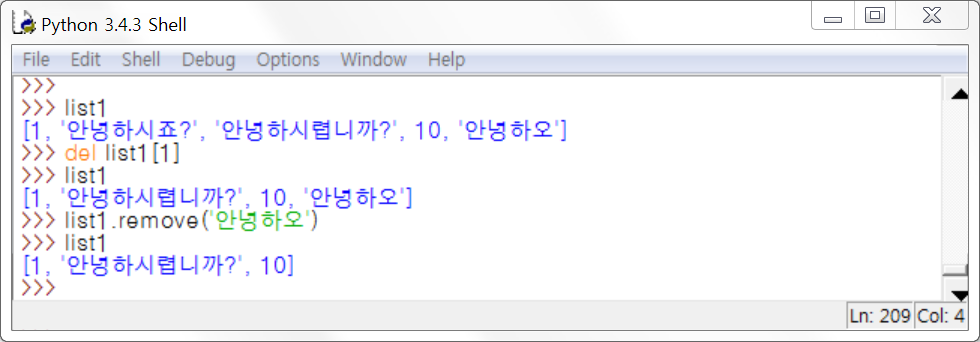 Python 3.4.3 Shell
File Edit Shell Debug Options Window Help
>>>
>>> list1
[1, '안녕하시죠?', '안녕하시렵니까?', 10, '안녕하오']
>>> del list1[1]
>>> list1
[1, '안녕하시렵니까?', 10, '안녕하오']
>>> list1.remove('안녕하오')
>>> list1
[1, '안녕하시렵니까?', 10]
>>>
Ln: 209 Col: 4